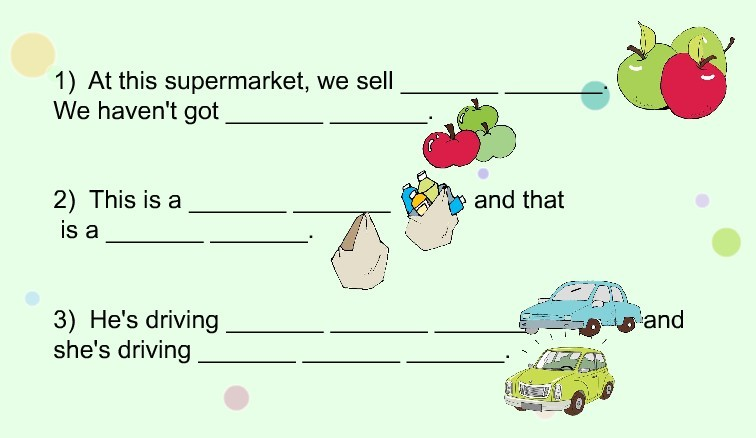 1) At this supermarket, we sell _______ _______.
We haven't got _______ _______.
2) This is a _______ _______ and that
is a _______ _______.
3) He's driving _______ _______ _______ and
she's driving _______ _______ _______.